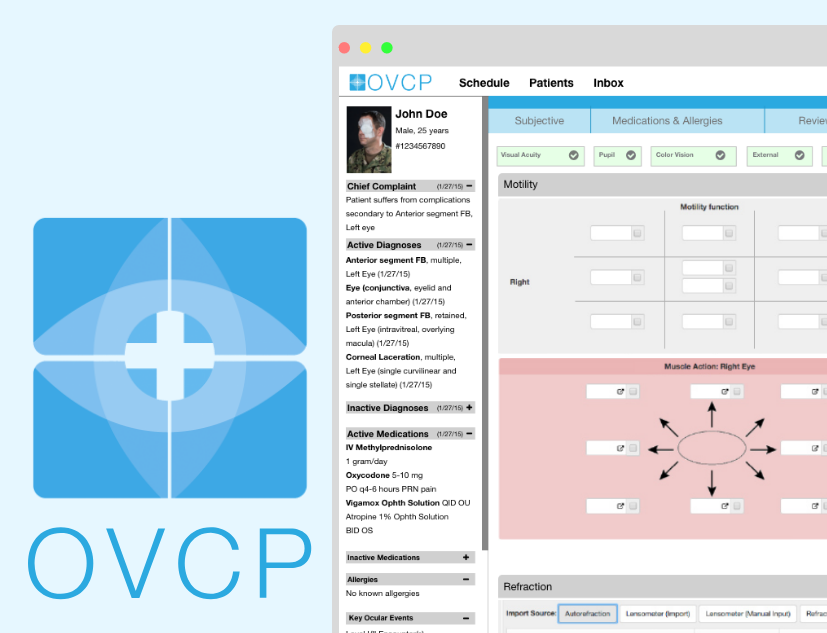 OVCP
OVCP
Schedule Patients Inbox
John Doe
Male, 25 years
#1234567890
Chief Complaint (1/27/15)
Patient suffers from complications
secondary to Anterior segment FB,
Left eye
Active Diagnoses (1/27/15)
Anterior segment FB, multiple,
Left Eye (1/27/15)
Eye (conjunctiva, eyelid and
anterior chamber) (1/27/15)
Posterior segment FB, retained,
Left Eye (intravitreal, overlying
macula) (1/27/15)
Corneal Laceration, multiple,
Left Eye (single curvilinear and
single stellate) (1/27/15)
Inactive Diagnoses (1/27/15)
Active Medications (1/27/15)
IV Methylprednisolone
1 gram/day
Oxycodone 5-10 mg
PO q4-6 hours PRN pain
Vigamox Ophth Solution QID OU
Atropine 1% Ophth Solution
BID OS
Inactive Medications
Allergies
No known allgergies
Key Ocular Events
Subjective Medications & Allergies Review
Visual Acuity Pupil Color Vision External
Motility
Motility function
Right
Muscle Action: Right Eye
Refraction
Import Source: Autorefraction Lensometer (Import) Lensometer (Manual Input) Refrac